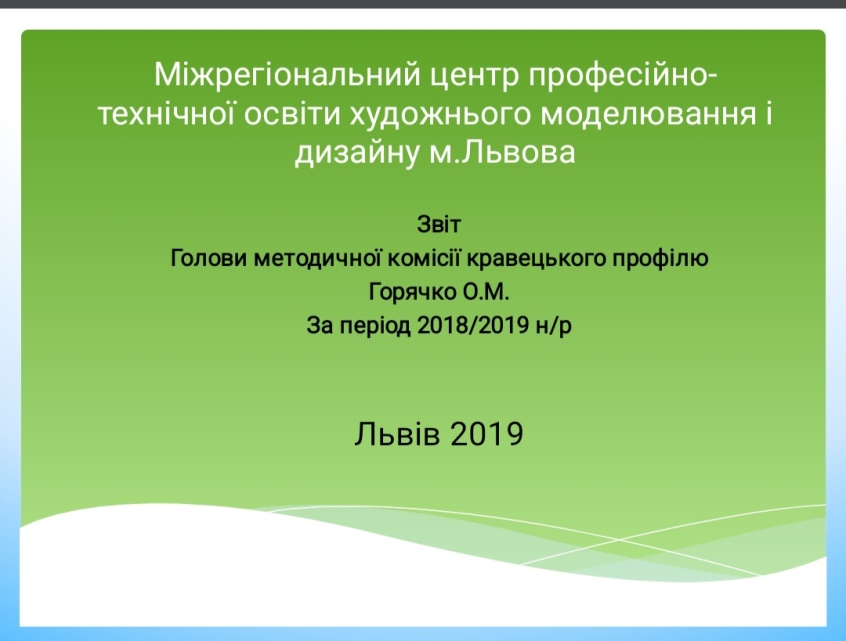 Міжрегіональний центр професійно-
технічної освіти художнього моделювання і
дизайну м.Львова
Звіт
Голови методичної комісії кравецького профілю
Горячко О.М.
За період 2018/2019 н/р
Львів 2019